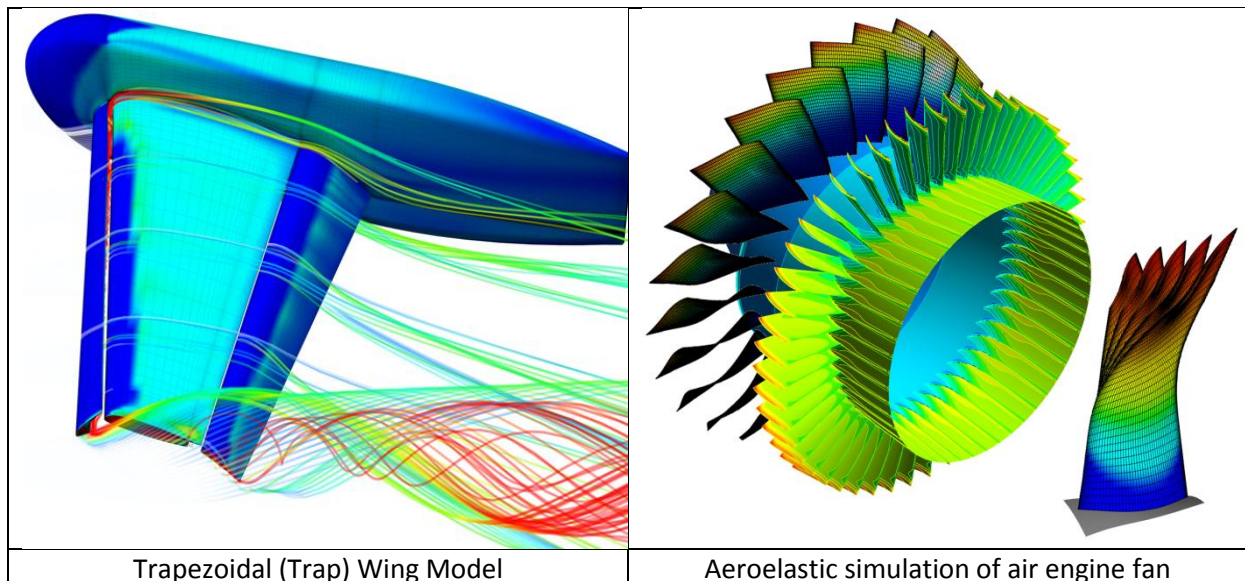 Trapezoidal (Trap) Wing Model
Aeroelastic simulation of air engine fan